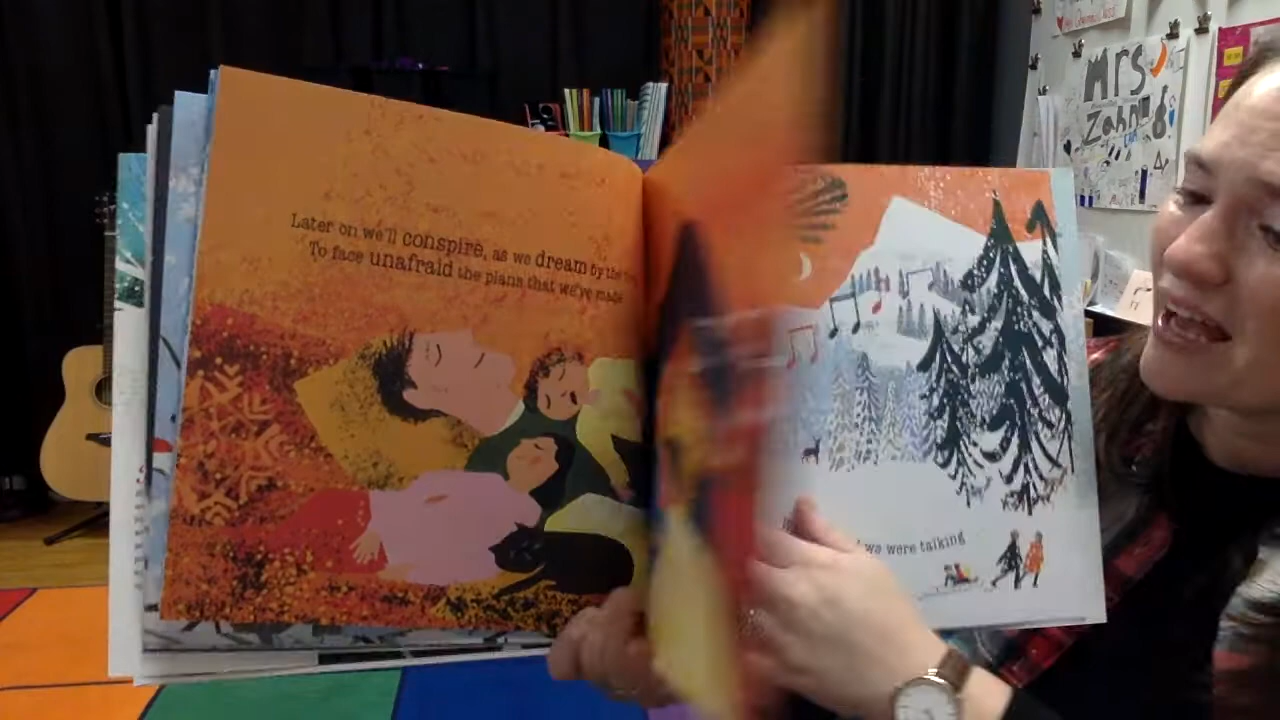 Later on we'll conspire, as we dream by the
To face unafraid the plans that we've made
we were talking
Mrs
Zahn